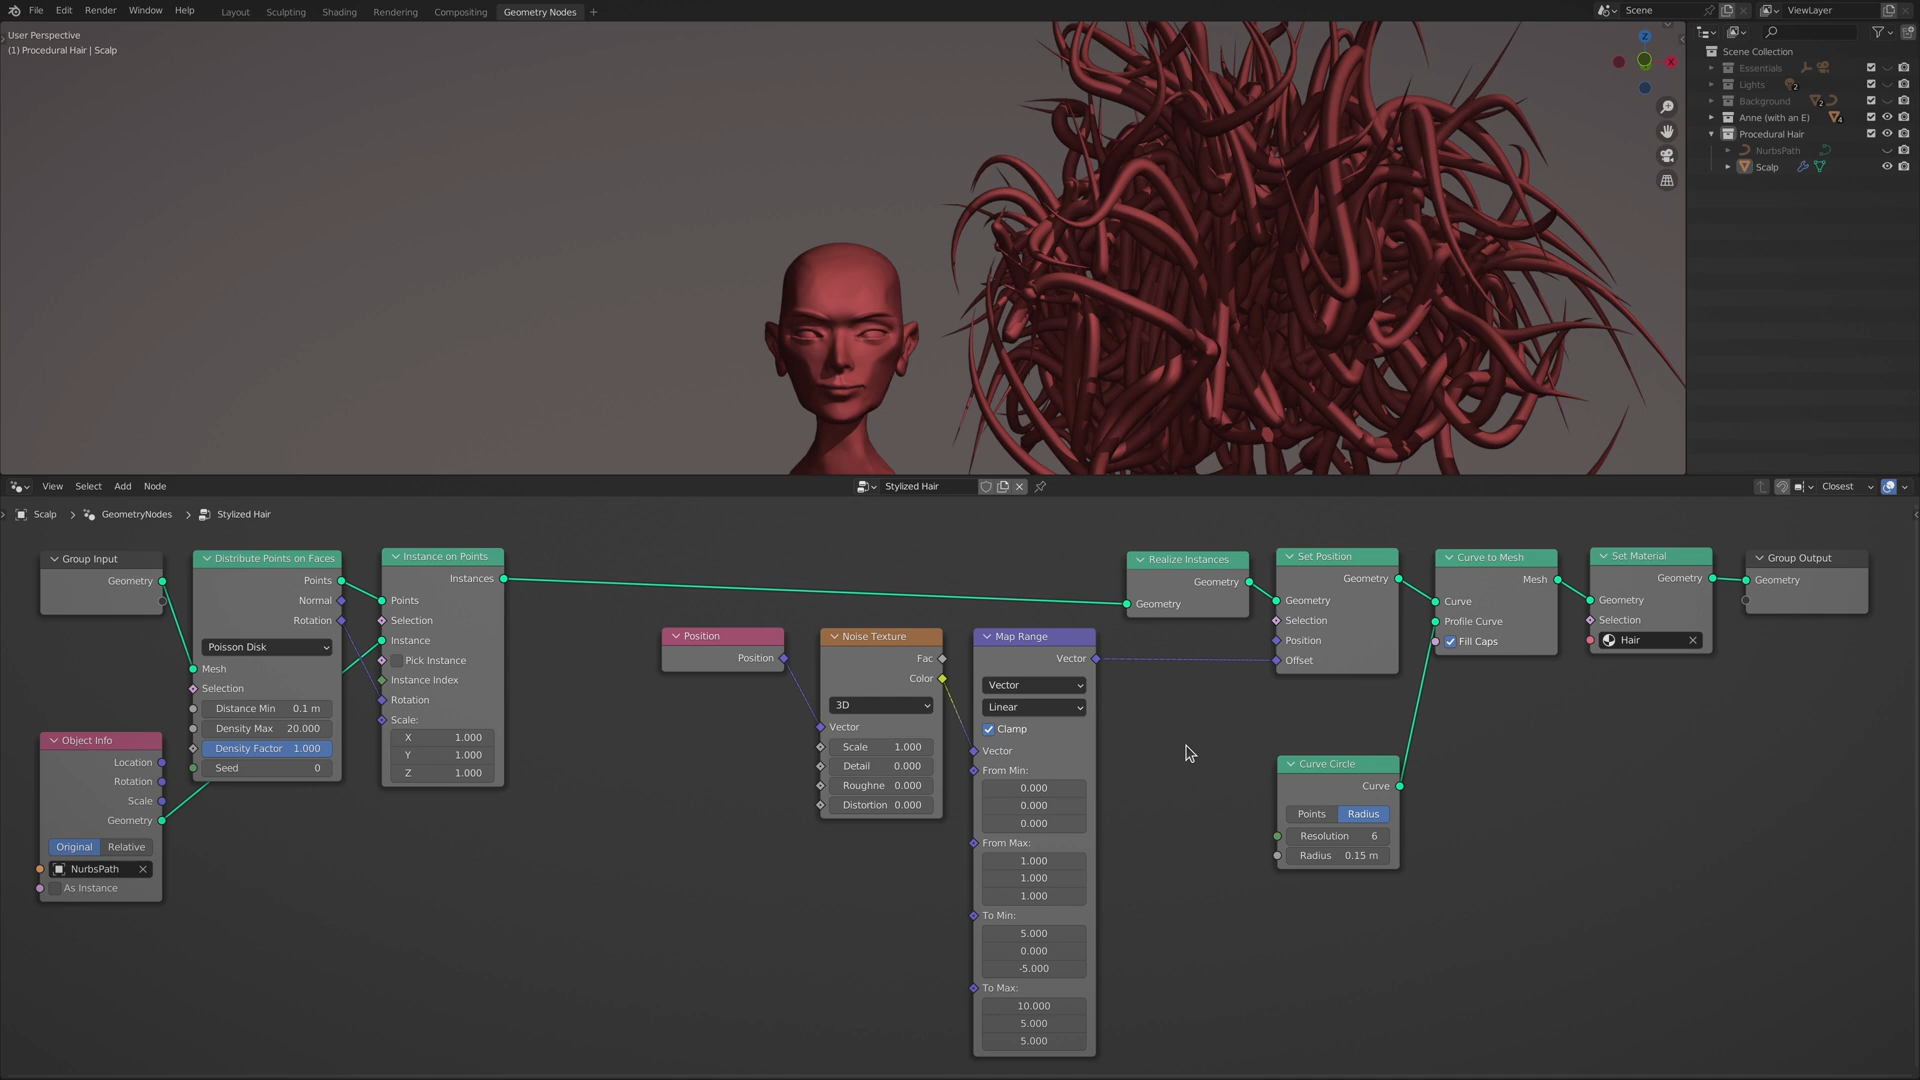 File Edit Render Window Help
Layout Sculpting Shading Rendering Compositing Geometry Nodes +
Scene
ViewLayer
User Perspective
(1) Procedural Hair | Scalp
Z
X
Scene Collection
Essentials
Lights 2
Background 2
Anne (with an E) 4
Procedural Hair
NurbsPath
Scalp
View Select Add Node
Stylized Hair
Closest
Scalp > GeometryNodes > Stylized Hair
Group Input
Geometry
Object Info
Location
Rotation
Scale
Geometry
Original Relative
NurbsPath
As Instance
Distribute Points on Faces
Points
Normal
Rotation
Poisson Disk
Mesh
Selection
Distance Min 0.1 m
Density Max 20.000
Density Factor 1.000
Seed 0
Instance on Points
Instances
Points
Selection
Instance
Pick Instance
Instance Index
Rotation
Scale:
X 1.000
Y 1.000
Z 1.000
Position
Position
Noise Texture
Fac
Color
3D
Vector
Scale 1.000
Detail 0.000
Roughne 0.000
Distortion 0.000
Map Range
Vector
Vector
Linear
Clamp
Vector
From Min:
0.000
0.000
0.000
From Max:
1.000
1.000
1.000
To Min:
5.000
0.000
-5.000
To Max:
10.000
5.000
5.000
Realize Instances
Geometry
Geometry
Set Position
Geometry
Geometry
Selection
Position
Offset
Curve Circle
Curve
Points Radius
Resolution 6
Radius 0.15 m
Curve to Mesh
Mesh
Curve
Profile Curve
Fill Caps
Set Material
Geometry
Geometry
Selection
Hair
Group Output
Geometry